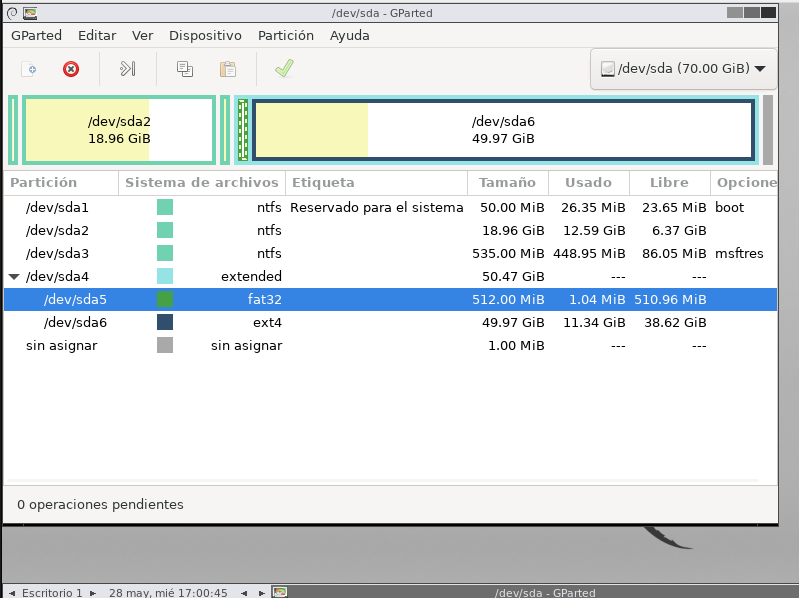 /dev/sda - GParted
GParted Editar Ver Dispositivo Partición Ayuda
/dev/sda (70.00 GiB)
/dev/sda2
18.96 GiB
/dev/sda6
49.97 GiB
Partición Sistema de archivos Etiqueta Tamaño Usado Libre Opcione
/dev/sda1 ntfs Reservado para el sistema 50.00 MiB 26.35 MiB 23.65 MiB boot
/dev/sda2 ntfs 18.96 GiB 12.59 GiB 6.37 GiB
/dev/sda3 ntfs 535.00 MiB 448.95 MiB 86.05 MiB msftres
/dev/sda4 extended 50.47 GiB --- ---
/dev/sda5 fat32 512.00 MiB 1.04 MiB 510.96 MiB
/dev/sda6 ext4 49.97 GiB 11.34 GiB 38.62 GiB
sin asignar sin asignar 1.00 MiB --- ---
0 operaciones pendientes
Escritorio 1 28 may, mié 17:00:45 /dev/sda - GParted